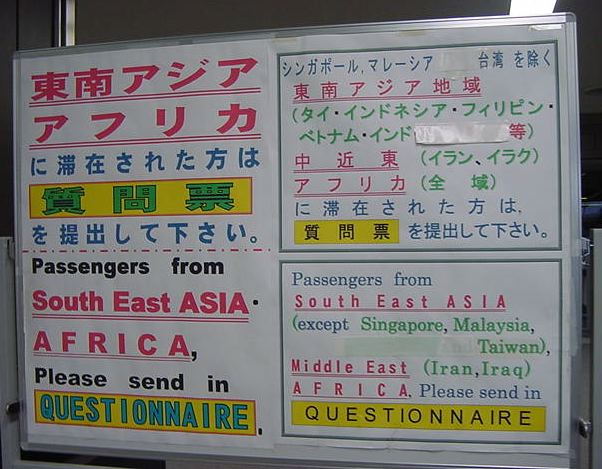 東南アジア
アフリカ
に滞在された方は
質問票
を提出して下さい。
Passengers from
South East ASIA・
AFRICA,
Please send in
QUESTIONNAIRE.
シンガポール,マレーシア 台湾を除く
東南アジア地域
(タイ・インドネシア・フィリピン・
ベトナム・インド 等)
中近東 (イラン、イラク)
アフリカ (全域)
に滞在された方は,
質問票 を提出して下さい。
Passengers from
South East ASIA
(except Singapore, Malaysia,
and Taiwan),
Middle East (Iran,Iraq)
AFRICA, Please send in
QUESTIONNAIRE